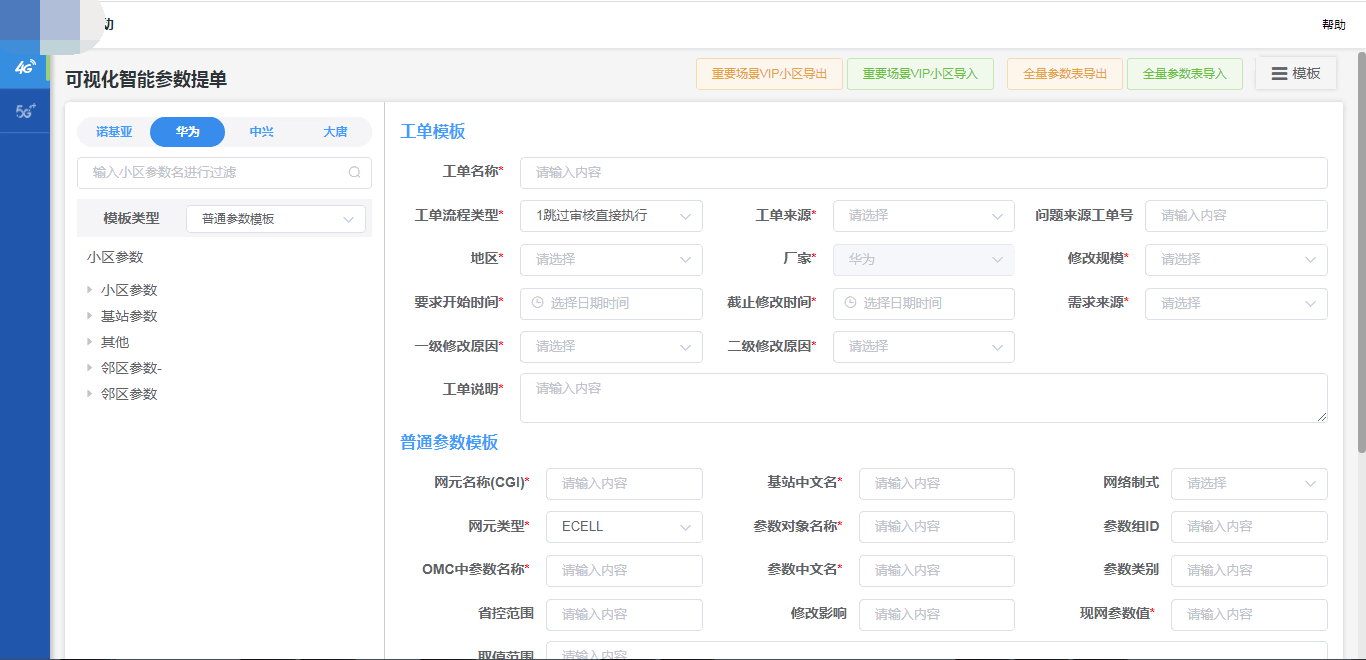 动
帮助
4G
5G
可视化智能参数提单
重要场景VIP小区导出
重要场景VIP小区导入
全量参数表导出
全量参数表导入
模板
诺基亚
华为
中兴
大唐
输入小区参数名进行过滤
模板类型
普通参数模板
小区参数
小区参数
基站参数
其他
邻区参数-
邻区参数
工单模板
工单名称* 请输入内容
工单流程类型* 1跳过审核直接执行 工单来源* 请选择 问题来源工单号 请输入内容
地区* 请选择 厂家* 华为 修改规模* 请选择
要求开始时间* 选择日期时间 截止修改时间* 选择日期时间 需求来源* 请选择
一级修改原因* 请选择 二级修改原因* 请选择
工单说明* 请输入内容
普通参数模板
网元名称(CGI)* 请输入内容 基站中文名* 请输入内容 网络制式 请选择
网元类型* ECELL 参数对象名称* 请输入内容 参数组ID 请输入内容
OMC中参数名称* 请输入内容 参数中文名* 请输入内容 参数类别 请输入内容
省控范围 请输入内容 修改影响 请输入内容 现网参数值* 请输入内容
取值范围 请输入内容